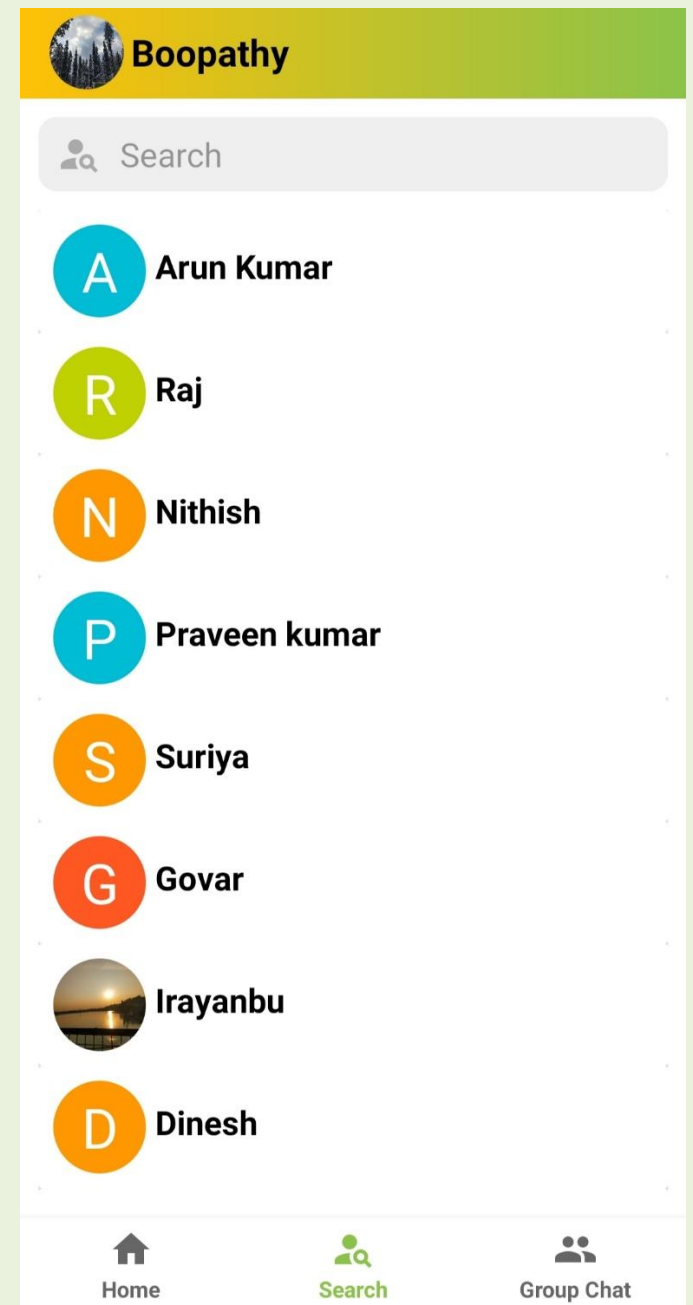 Boopathy
Search
A Arun Kumar
R Raj
N Nithish
P Praveen kumar
S Suriya
G Govar
Irayanbu
D Dinesh
Home Search Group Chat